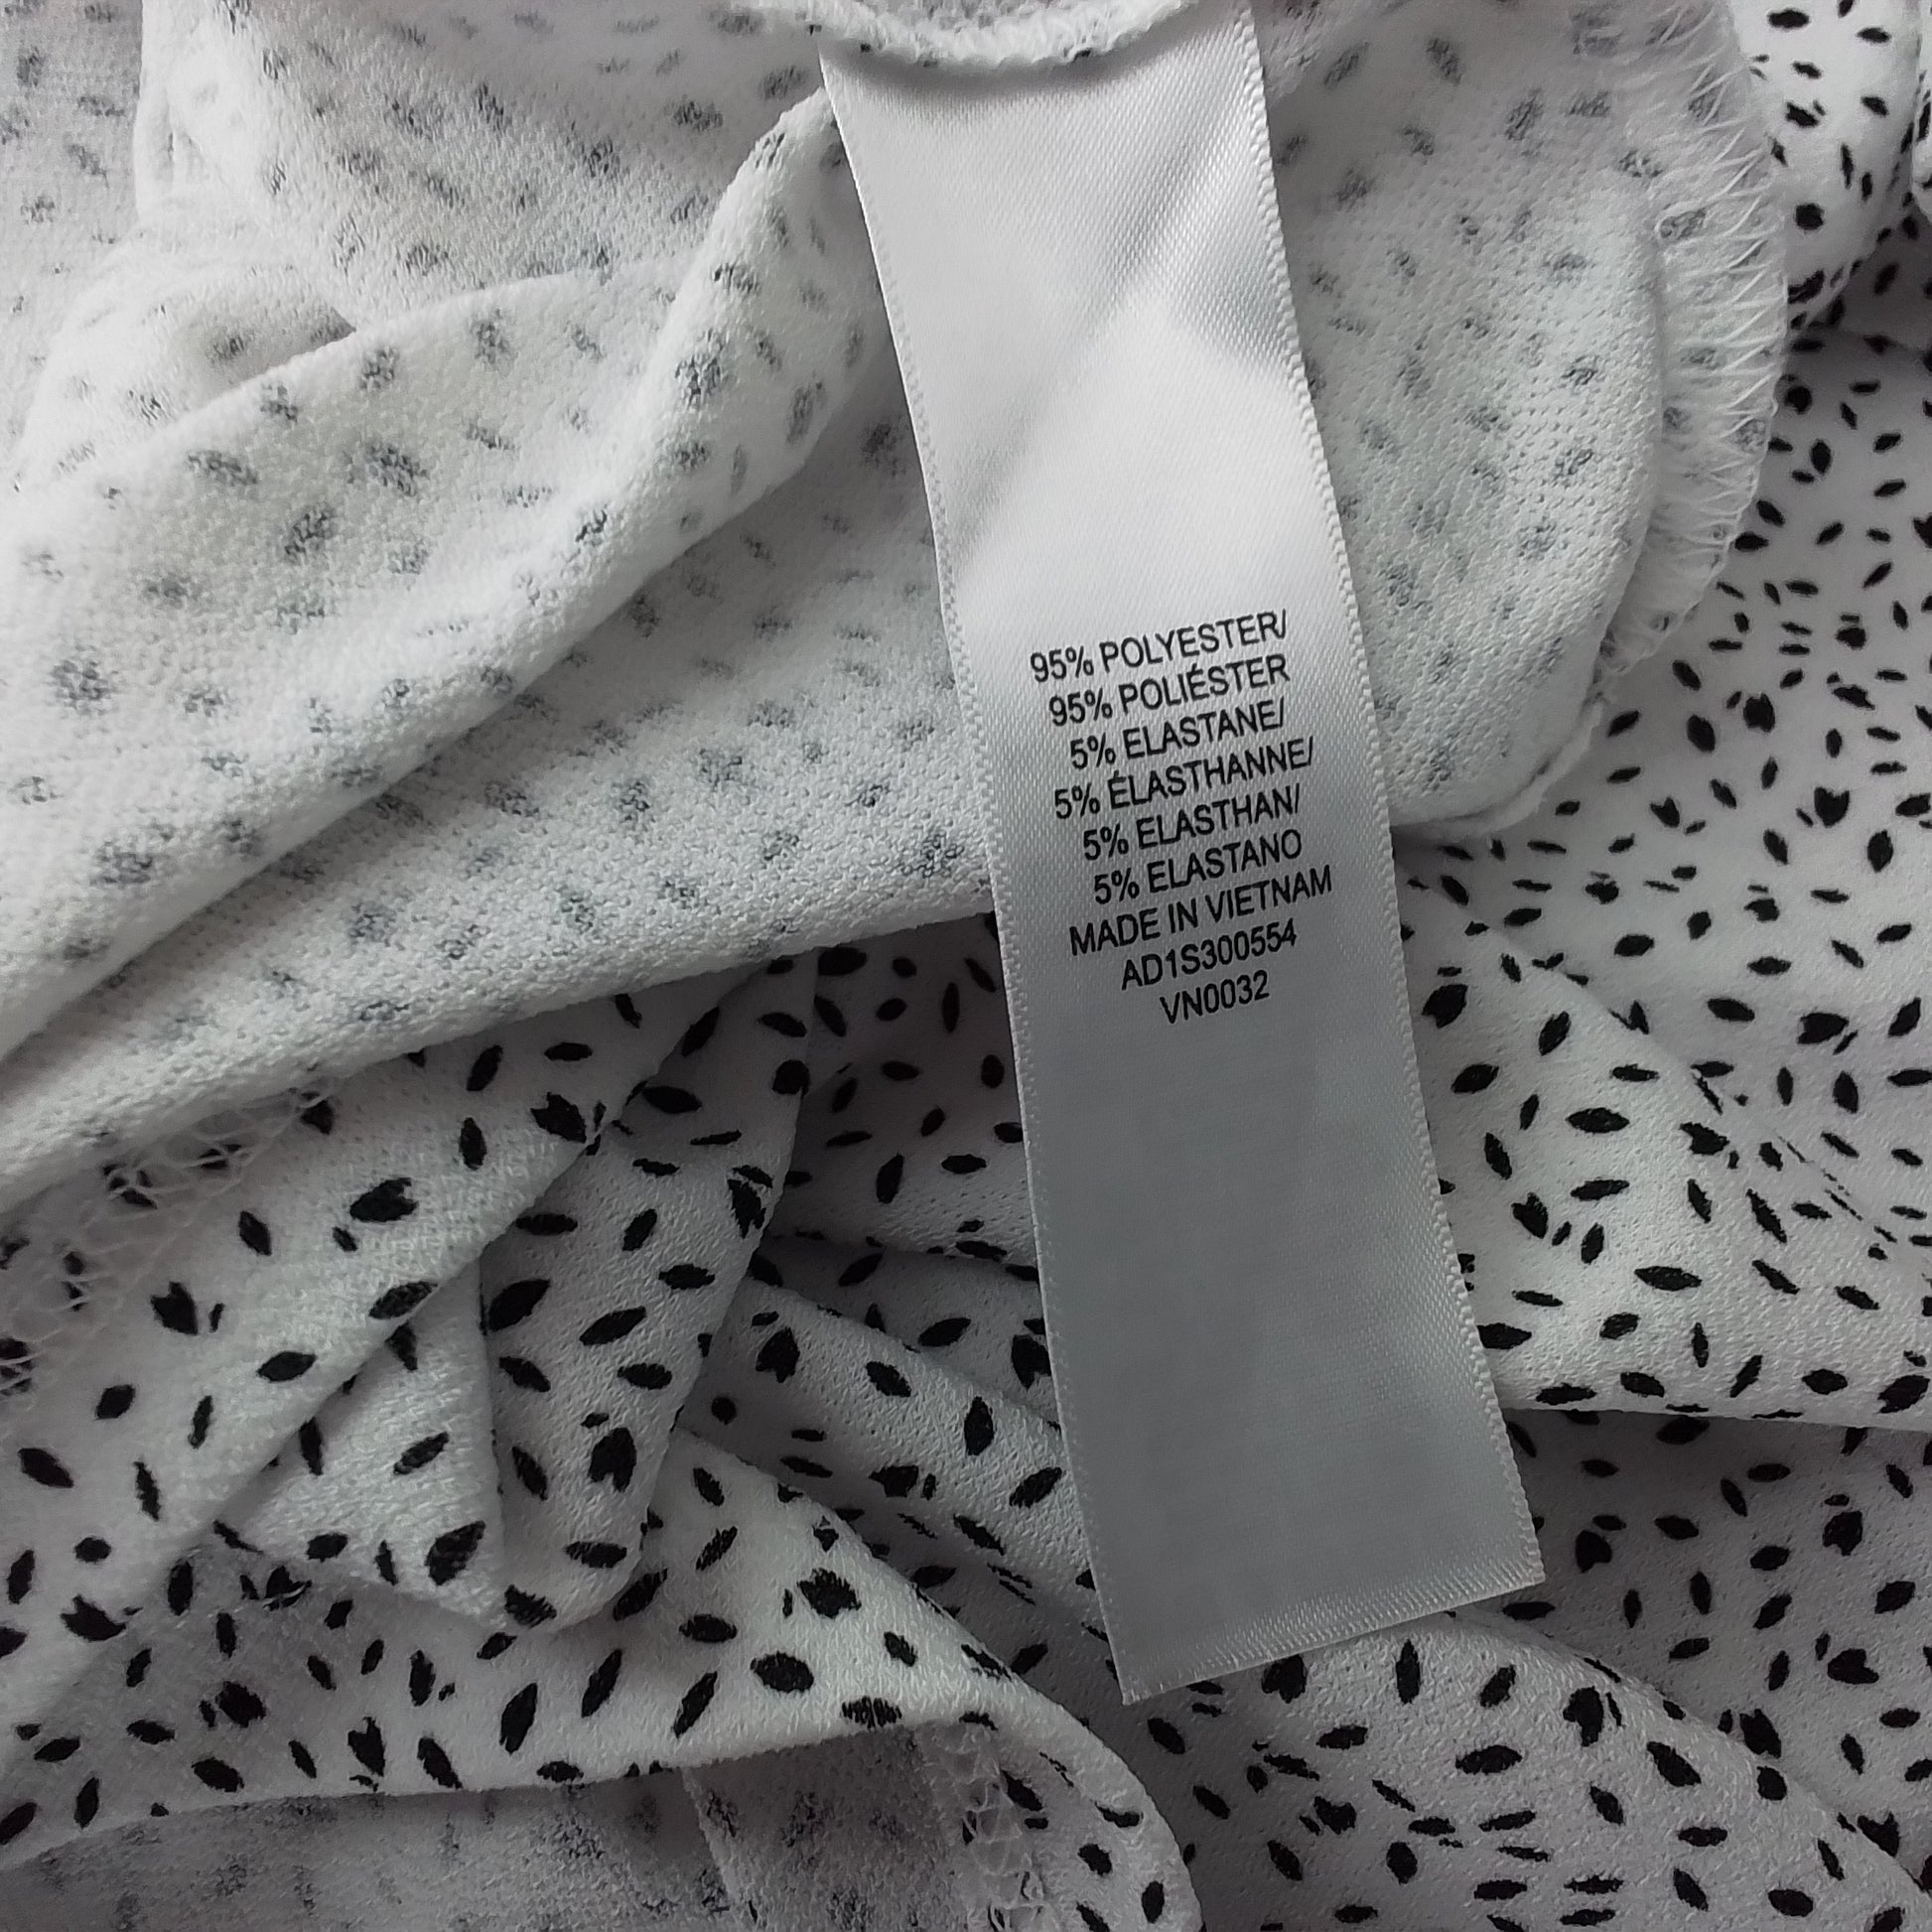 95% POLYESTER/
95% POLIÉSTER
5% ELASTANE/
5% ÉLASTHANNE/
5% ELASTHAN/
5% ELASTANO
MADE IN VIETNAM
AD1S300554
VN0032